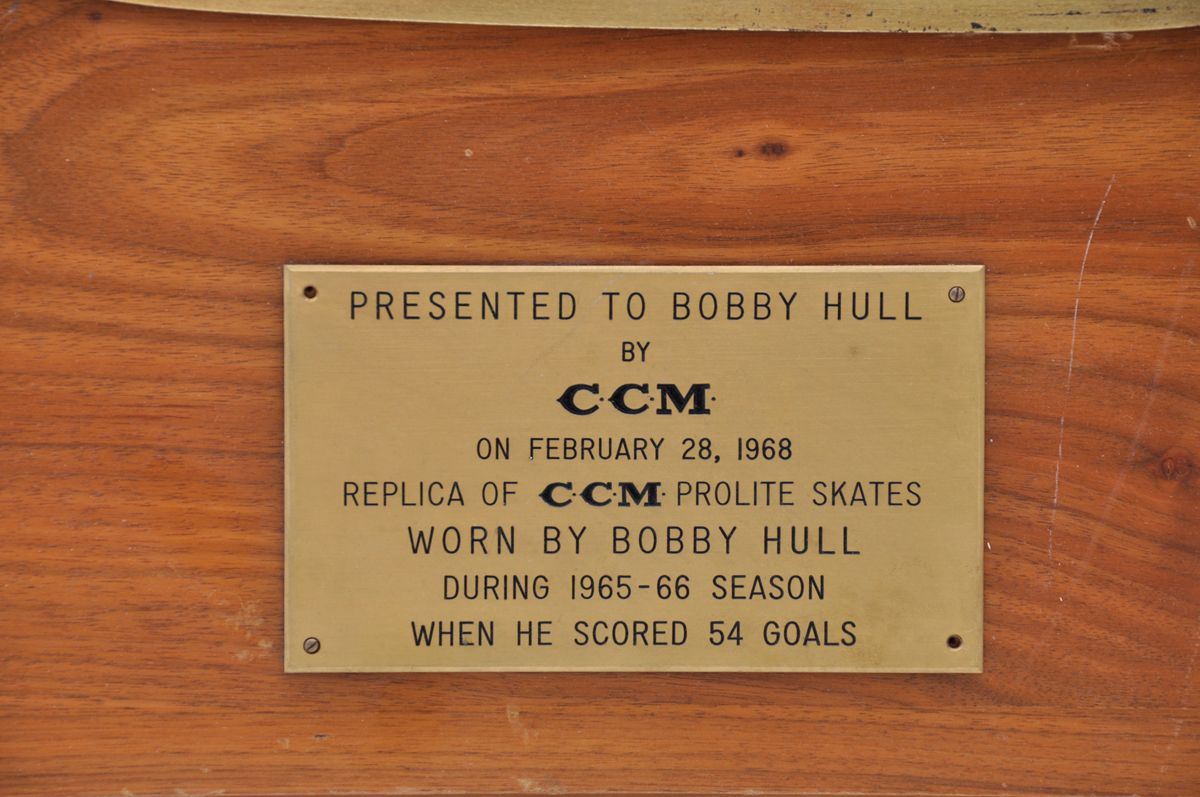 PRESENTED TO BOBBY HULL
BY
C·C·M·
ON FEBRUARY 28, 1968
REPLICA OF C·C·M· PROLITE SKATES
WORN BY BOBBY HULL
DURING 1965-66 SEASON
WHEN HE SCORED 54 GOALS